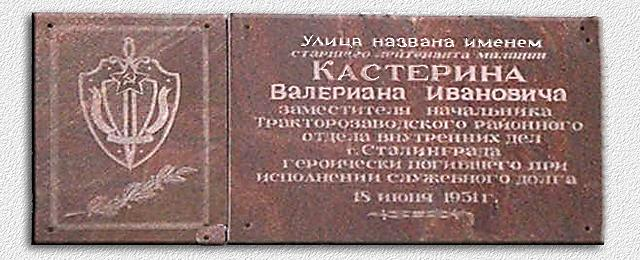 Улица названа именем
старшего лейтенанта милиции
Кастерина
Валериана Ивановича
заместителя начальника
Тракторозаводского районного
отдела внутренних дел
г. Сталинграда
героически погибшего при
исполнении служебного долга
18 июня 1951 г.